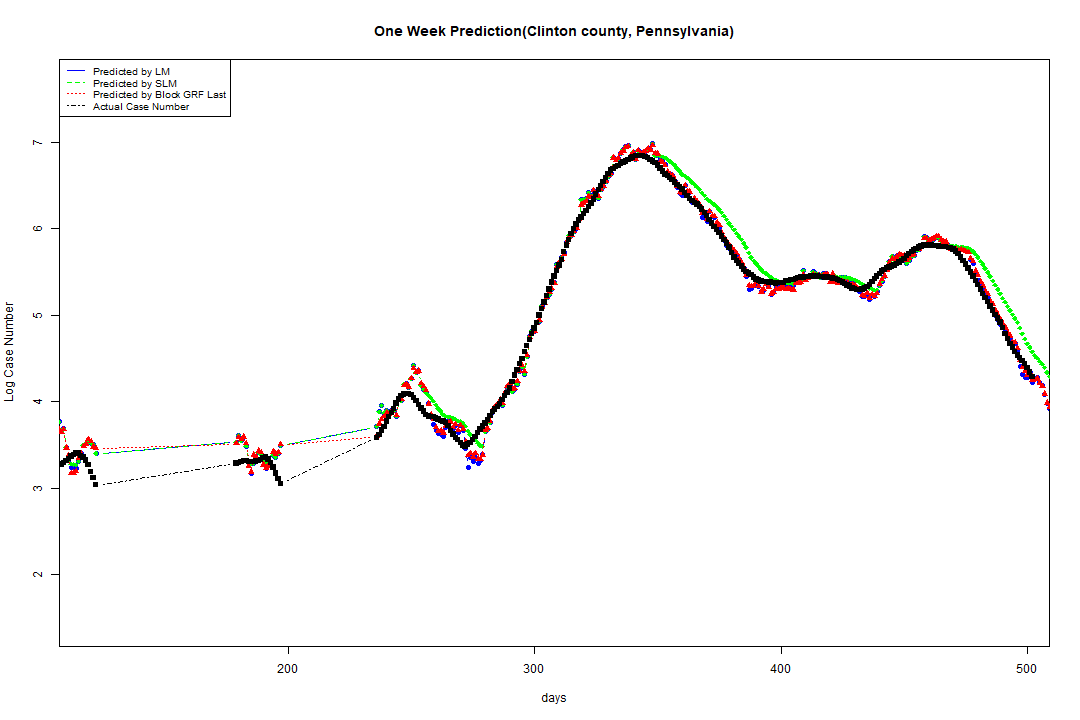 One Week Prediction(Clinton county, Pennsylvania)
Predicted by LM
Predicted by SLM
Predicted by Block GRF Last
Actual Case Number
7
6
5
4
3
2
Log Case Number
200 300 400 500
days